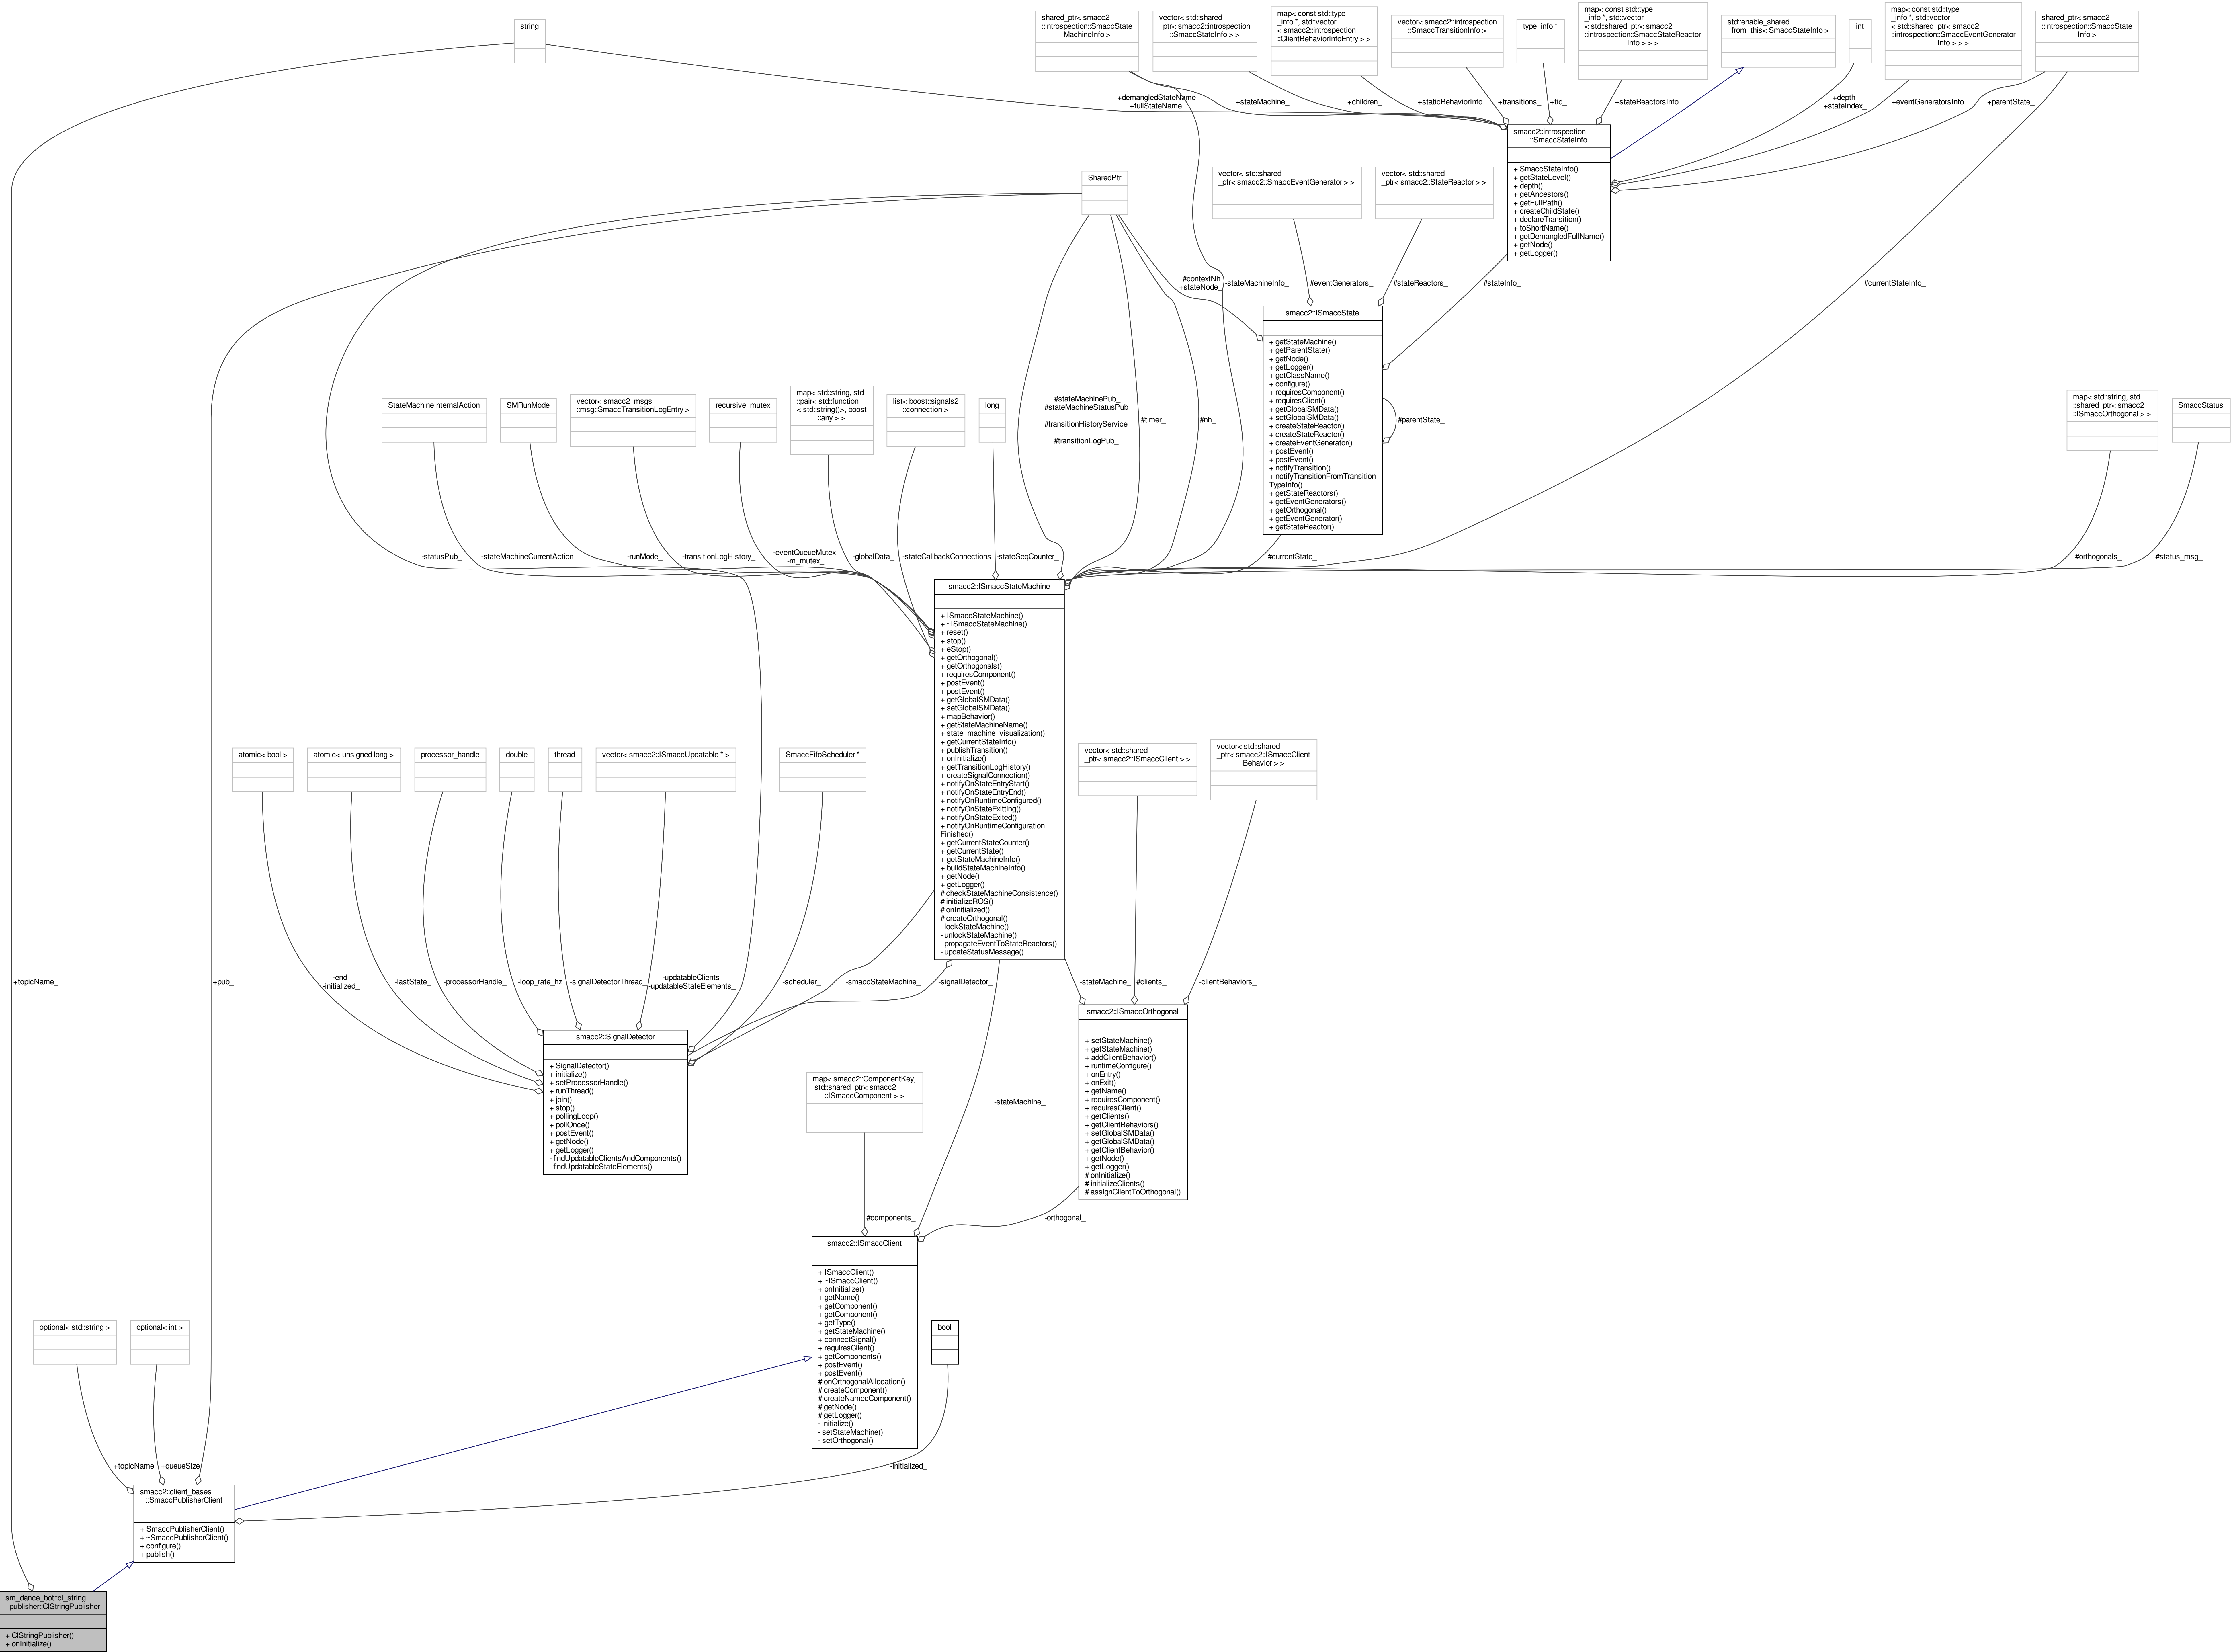 string
shared_ptr< smacc2
::introspection::SmaccState
MachineInfo >
vector< std::shared
_ptr< smacc2::introspection
::SmaccStateInfo > >
map< const std::type
_info *, std::vector
< smacc2::introspection
::ClientBehaviorInfoEntry > >
vector< smacc2::introspection
::SmaccTransitionInfo >
type_info *
map< const std::type
_info *, std::vector
< std::shared_ptr< smacc2
::introspection::SmaccStateReactor
Info > > >
std::enable_shared
_from_this< SmaccStateInfo >
int
map< const std::type
_info *, std::vector
< std::shared_ptr< smacc2
::introspection::SmaccEventGenerator
Info > > >
shared_ptr< smacc2
::introspection::SmaccState
Info >
+demangledStateName
+fullStateName
+stateMachine_
+children_
+staticBehaviorInfo
+transitions_
+tid_
+stateReactorsInfo
+depth_
+stateIndex_
+eventGeneratorsInfo
+parentState_
smacc2::introspection
::SmaccStateInfo
+ SmaccStateInfo()
+ getStateLevel()
+ depth()
+ getAncestors()
+ getFullPath()
+ createChildState()
+ declareTransition()
+ toShortName()
+ getDemangledFullName()
+ getNode()
+ getLogger()
SharedPtr
vector< std::shared
_ptr< smacc2::SmaccEventGenerator > >
vector< std::shared
_ptr< smacc2::StateReactor > >
#contextNh
+stateNode_
-stateMachineInfo_
#eventGenerators_
#stateReactors_
#stateInfo_
#currentStateInfo_
smacc2::ISmaccState
+ getStateMachine()
+ getParentState()
+ getNode()
+ getLogger()
+ getClassName()
+ configure()
+ requiresComponent()
+ requiresClient()
+ getGlobalSMData()
+ setGlobalSMData()
+ createStateReactor()
+ createStateReactor()
+ createEventGenerator()
+ postEvent()
+ postEvent()
+ notifyTransition()
+ notifyTransitionFromTransition
TypeInfo()
+ getStateReactors()
+ getEventGenerators()
+ getOrthogonal()
+ getEventGenerator()
+ getStateReactor()
#parentState_
StateMachineInternalAction
SMRunMode
vector< smacc2_msgs
::msg::SmaccTransitionLogEntry >
recursive_mutex
map< std::string, std
::pair< std::function
< std::string()>, boost
::any > >
list< boost::signals2
::connection >
long
#stateMachinePub_
#stateMachineStatusPub
_
#transitionHistoryService
_
#transitionLogPub_
#timer_
#nh_
map< std::string, std
::shared_ptr< smacc2
::ISmaccOrthogonal > >
SmaccStatus
-statusPub_
-stateMachineCurrentAction
-runMode_
-transitionLogHistory_
-eventQueueMutex_
-m_mutex_
-globalData_
-stateCallbackConnections
-stateSeqCounter_
#currentState_
#orthogonals_
#status_msg_
smacc2::ISmaccStateMachine
+ ISmaccStateMachine()
+ ~ISmaccStateMachine()
+ reset()
+ stop()
+ eStop()
+ getOrthogonal()
+ getOrthogonals()
+ requiresComponent()
+ postEvent()
+ postEvent()
+ getGlobalSMData()
+ setGlobalSMData()
+ mapBehavior()
+ getStateMachineName()
+ state_machine_visualization()
+ getCurrentStateInfo()
+ publishTransition()
+ onInitialize()
+ getTransitionLogHistory()
+ createSignalConnection()
+ notifyOnStateEntryStart()
+ notifyOnStateEntryEnd()
+ notifyOnRuntimeConfigured()
+ notifyOnStateExitting()
+ notifyOnStateExited()
+ notifyOnRuntimeConfiguration
Finished()
+ getCurrentStateCounter()
+ getCurrentState()
+ getStateMachineInfo()
+ buildStateMachineInfo()
+ getNode()
+ getLogger()
# checkStateMachineConsistence()
# initializeROS()
# onInitialized()
# createOrthogonal()
- lockStateMachine()
- unlockStateMachine()
- propagateEventToStateReactors()
- updateStatusMessage()
atomic< bool >
atomic< unsigned long >
processor_handle
double
thread
vector< smacc2::ISmaccUpdatable * >
SmaccFifoScheduler *
vector< std::shared
_ptr< smacc2::ISmaccClient > >
vector< std::shared
_ptr< smacc2::ISmaccClient
Behavior > >
+topicName_
+pub_
-end_
-initialized_
-lastState_
-processorHandle_
-loop_rate_hz
-signalDetectorThread_
-updatableClients_
-updatableStateElements_
-scheduler_
-smaccStateMachine_
-signalDetector_
-stateMachine_
#clients_
-clientBehaviors_
smacc2::SignalDetector
+ SignalDetector()
+ initialize()
+ setProcessorHandle()
+ runThread()
+ join()
+ stop()
+ pollingLoop()
+ pollOnce()
+ postEvent()
+ getNode()
+ getLogger()
- findUpdatableClientsAndComponents()
- findUpdatableStateElements()
smacc2::ISmaccOrthogonal
+ setStateMachine()
+ getStateMachine()
+ addClientBehavior()
+ runtimeConfigure()
+ onEntry()
+ onExit()
+ getName()
+ requiresComponent()
+ requiresClient()
+ getClients()
+ getClientBehaviors()
+ setGlobalSMData()
+ getGlobalSMData()
+ getClientBehavior()
+ getNode()
+ getLogger()
# onInitialize()
# initializeClients()
# assignClientToOrthogonal()
map< smacc2::ComponentKey,
std::shared_ptr< smacc2
::ISmaccComponent > >
-stateMachine_
#components_
-orthogonal_
smacc2::ISmaccClient
+ ISmaccClient()
+ ~ISmaccClient()
+ onInitialize()
+ getName()
+ getComponent()
+ getComponent()
+ getType()
+ getStateMachine()
+ connectSignal()
+ requiresClient()
+ getComponents()
+ postEvent()
+ postEvent()
# onOrthogonalAllocation()
# createComponent()
# createNamedComponent()
# getNode()
# getLogger()
- initialize()
- setStateMachine()
- setOrthogonal()
optional< std::string >
optional< int >
bool
+topicName
+queueSize
-initialized_
smacc2::client_bases
::SmaccPublisherClient
+ SmaccPublisherClient()
+ ~SmaccPublisherClient()
+ configure()
+ publish()
sm_dance_bot::cl_string
_publisher::ClStringPublisher
+ ClStringPublisher()
+ onInitialize()